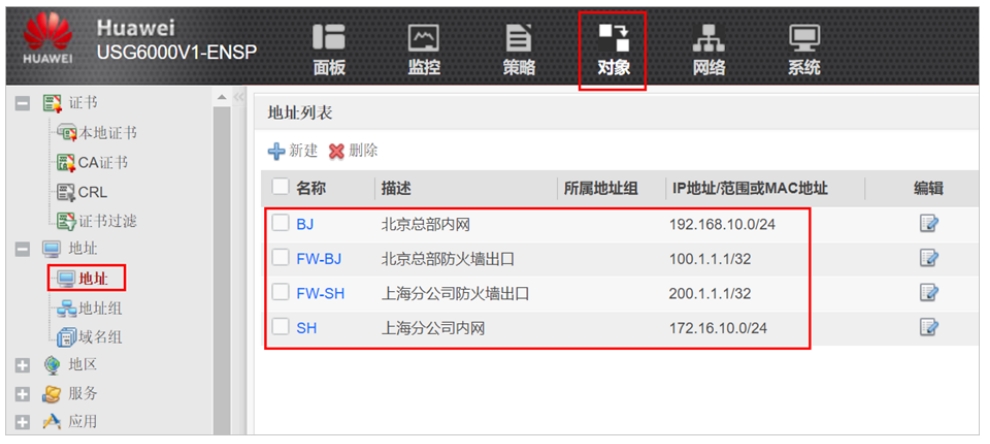 HUAWEI
Huawei
USG6000V1-ENSP
面板
监控
策略
对象
网络
系统
证书
本地证书
CA证书
CRL
证书过滤
地址
地址
地址组
域名组
地区
服务
应用
地址列表
新建 删除
名称 描述 所属地址组 IP地址/范围或MAC地址 编辑
BJ 北京总部内网 192.168.10.0/24
FW-BJ 北京总部防火墙出口 100.1.1.1/32
FW-SH 上海分公司防火墙出口 200.1.1.1/32
SH 上海分公司内网 172.16.10.0/24